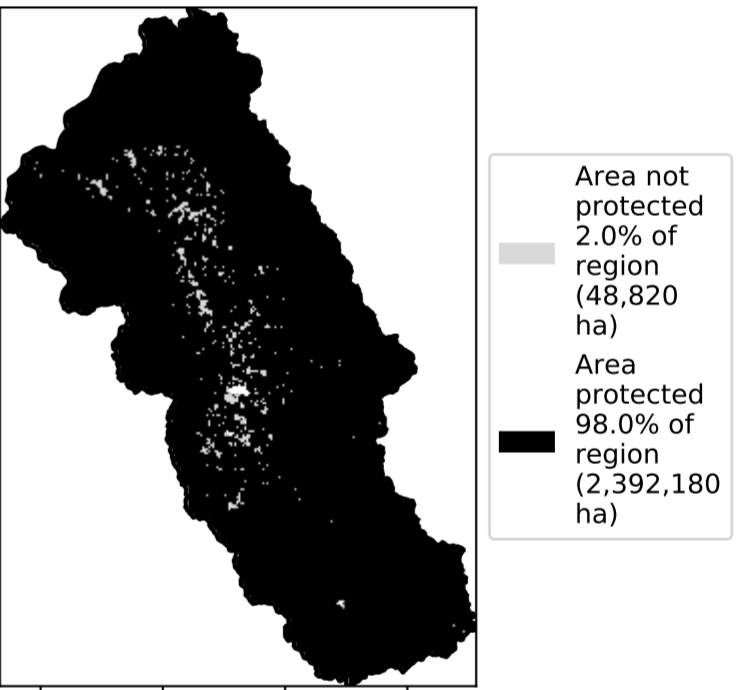 Area not
protected
2.0% of
region
(48,820
ha)
Area
protected
98.0% of
region
(2,392,180
ha)